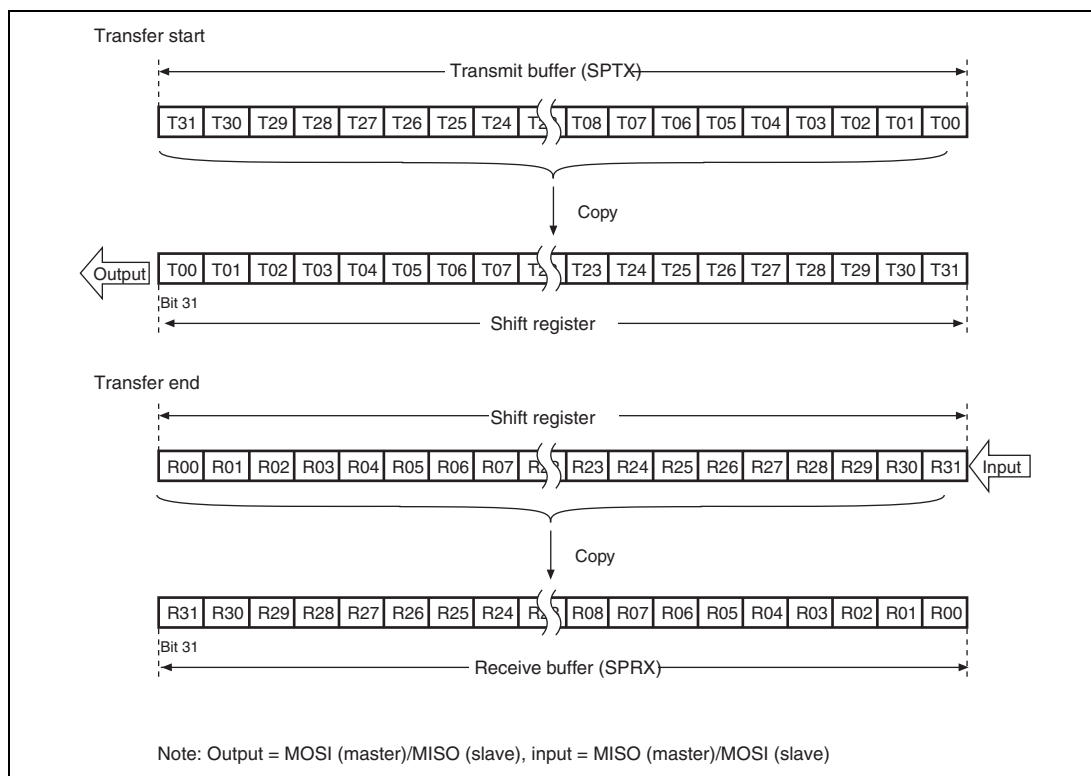 Transfer start
Transmit buffer (SPTX)
T31 T30 T29 T28 T27 T26 T25 T24 T08 T07 T06 T05 T04 T03 T02 T01 T00
Copy
Output T00 T01 T02 T03 T04 T05 T06 T07 T23 T24 T25 T26 T27 T28 T29 T30 T31
Bit 31
Shift register
Transfer end
Shift register
R00 R01 R02 R03 R04 R05 R06 R07 R23 R24 R25 R26 R27 R28 R29 R30 R31 Input
Copy
R31 R30 R29 R28 R27 R26 R25 R24 R08 R07 R06 R05 R04 R03 R02 R01 R00
Bit 31
Receive buffer (SPRX)
Note: Output = MOSI (master)/MISO (slave), input = MISO (master)/MOSI (slave)